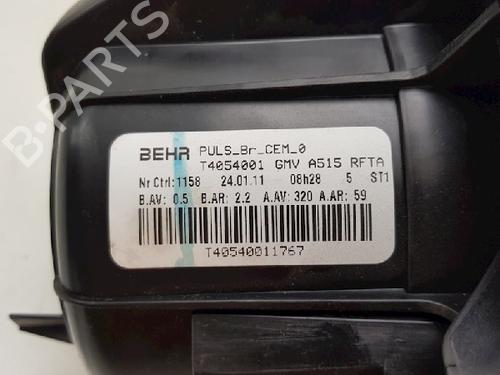 BEHR PULS_Br_CEM_0
T4054001 GMV A515 RFTA
Nr Ctrl:1158 24.01.11 08h28 5 ST1
B.AV: 0.5 B.AR: 2.2 A.AV: 320 A.AR: 59
T40540011767
B-PARTS